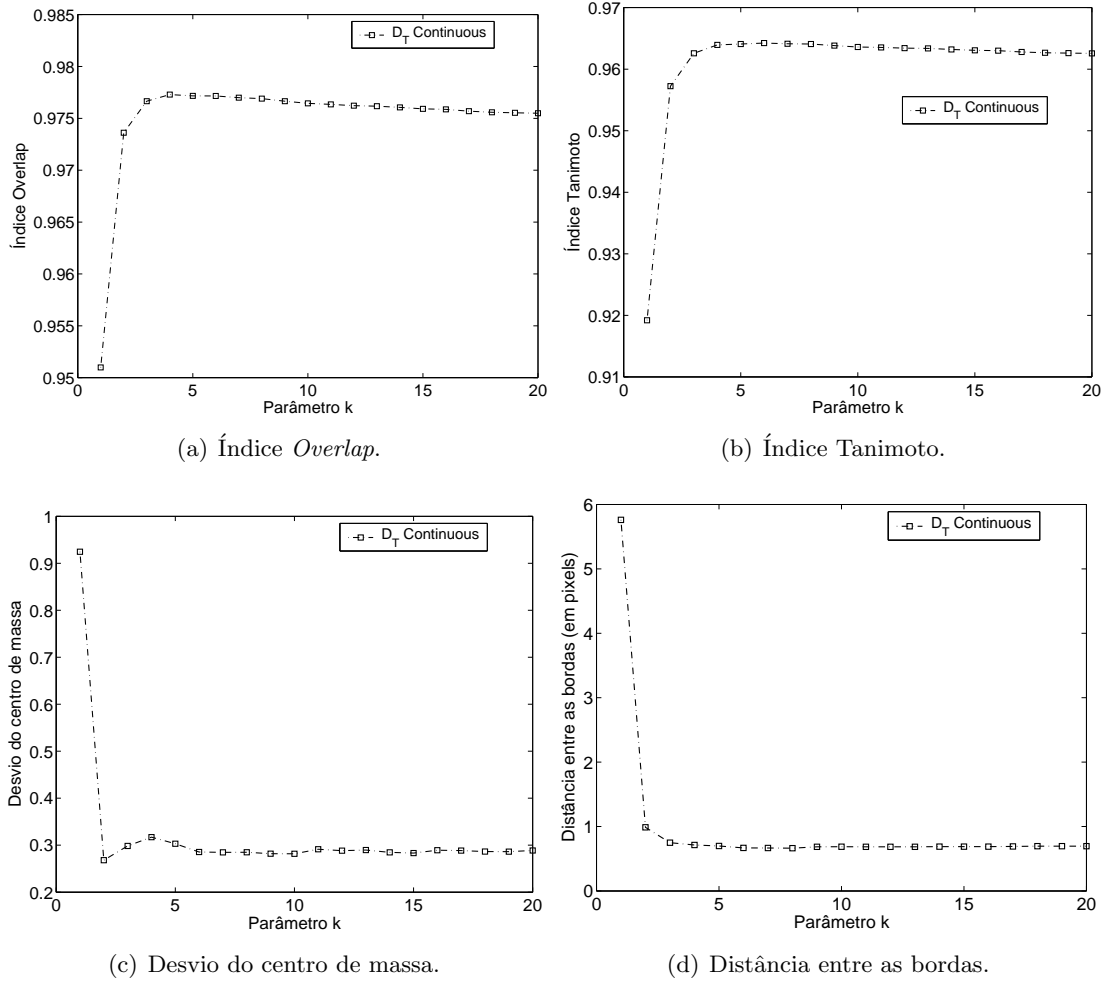 0.985
0.98
0.975
0.97
0.965
0.96
0.955
0.95
0 5 10 15 20
Índice Overlap
Parâmetro k
D_T Continuous
(a) Índice Overlap.
0.97
0.96
0.95
0.94
0.93
0.92
0.91
0 5 10 15 20
Índice Tanimoto
Parâmetro k
D_T Continuous
(b) Índice Tanimoto.
1
0.9
0.8
0.7
0.6
0.5
0.4
0.3
0.2
0 5 10 15 20
Desvio do centro de massa
Parâmetro k
D_T Continuous
(c) Desvio do centro de massa.
6
5
4
3
2
1
0
0 5 10 15 20
Distância entre as bordas (em pixels)
Parâmetro k
D_T Continuous
(d) Distância entre as bordas.